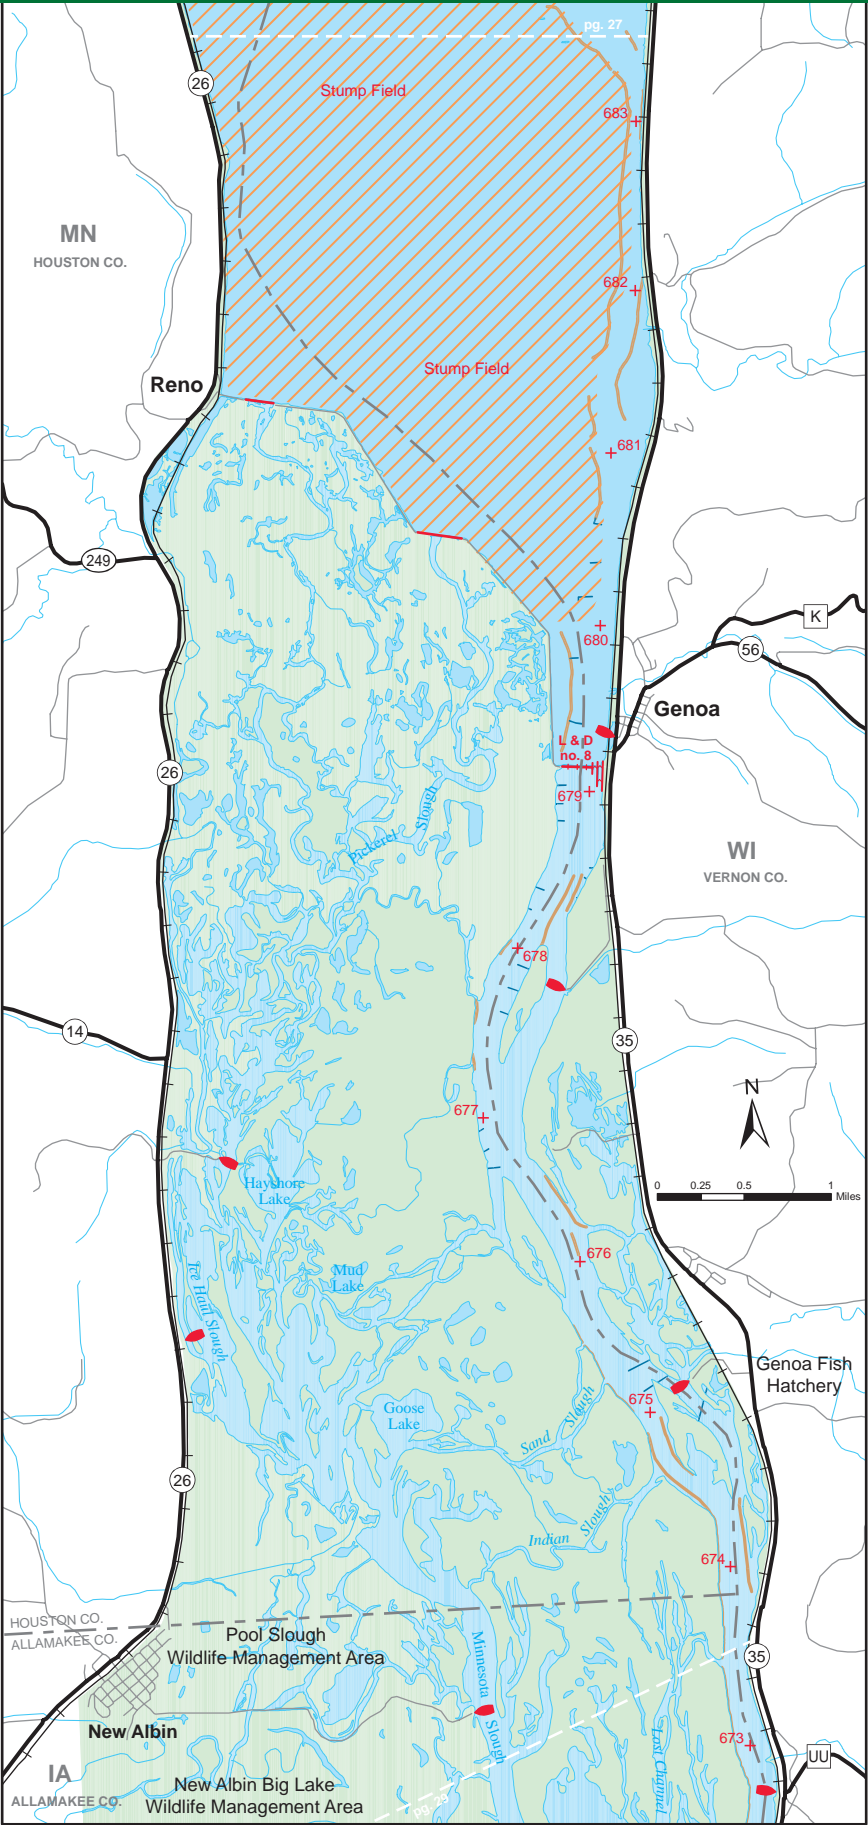 pg. 27
26
Stump Field
683
MN
HOUSTON CO.
682
Stump Field
Reno
681
249
K
680
56
Genoa
L & D
no. 8
26
679
Pickerel Slough
WI
VERNON CO.
678
14
35
N
677
0 0.25 0.5 1
Miles
Hayshore
Lake
676
Mud
Lake
Ice Haul Slough
Genoa Fish
Hatchery
675
Goose
Lake
Sand Slough
26
Indian Slough
674
HOUSTON CO.
ALLAMAKEE CO.
Pool Slough
Wildlife Management Area
35
Minnesota Slough
New Albin
673
Lost Channel
UU
IA
ALLAMAKEE CO.
New Albin Big Lake
Wildlife Management Area
pg. 29